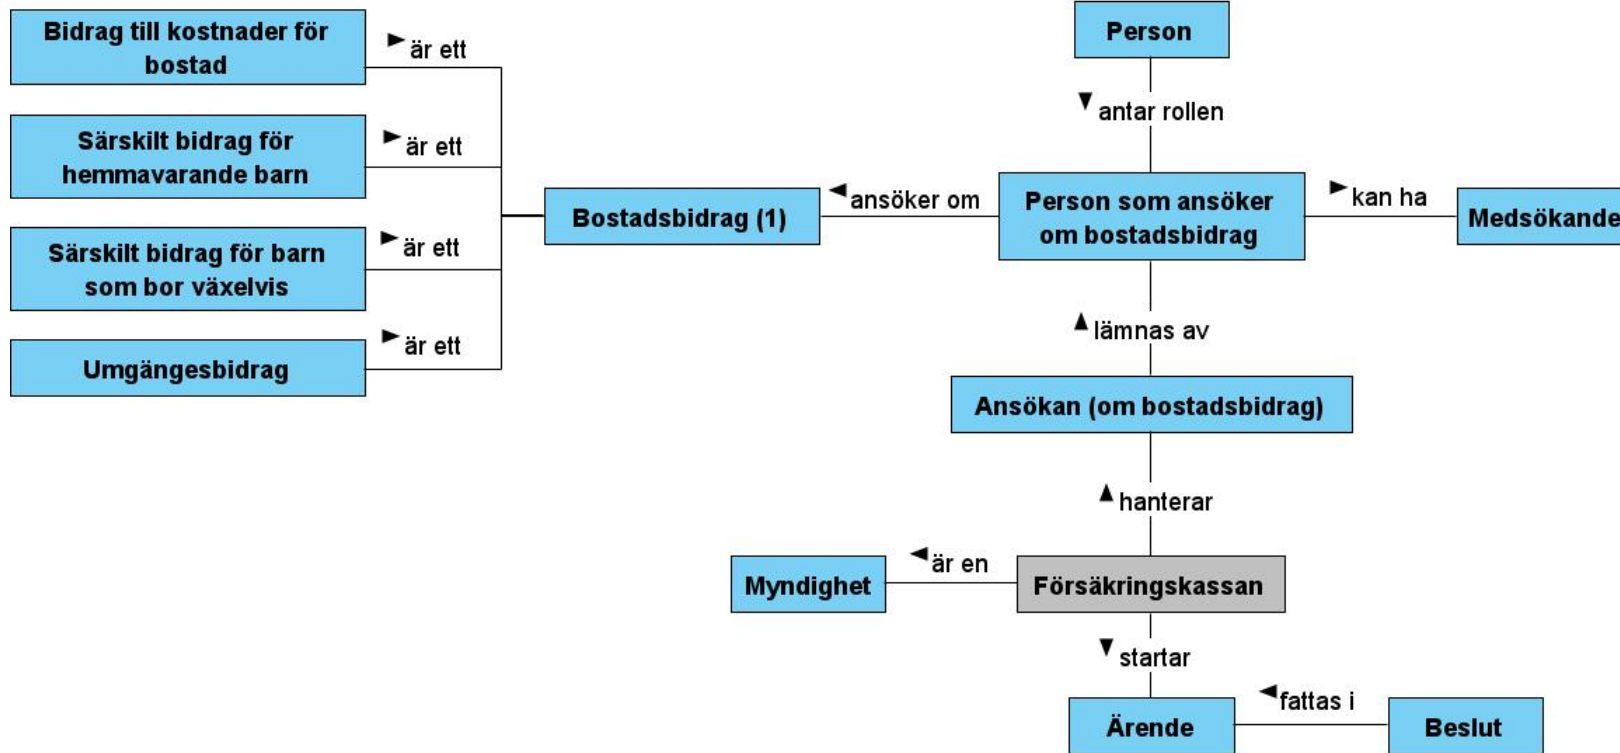 Bidrag till kostnader för
bostad
är ett
Särskilt bidrag för
hemmavarande barn
är ett
Särskilt bidrag för barn
som bor växelvis
är ett
Umgängesbidrag
är ett
Bostadsbidrag (1)
ansöker om
Person
antar rollen
Person som ansöker
om bostadsbidrag
kan ha
Medsökande
lämnas av
Ansökan (om bostadsbidrag)
hanterar
Myndighet
är en
Försäkringskassan
startar
Ärende
fattas i
Beslut